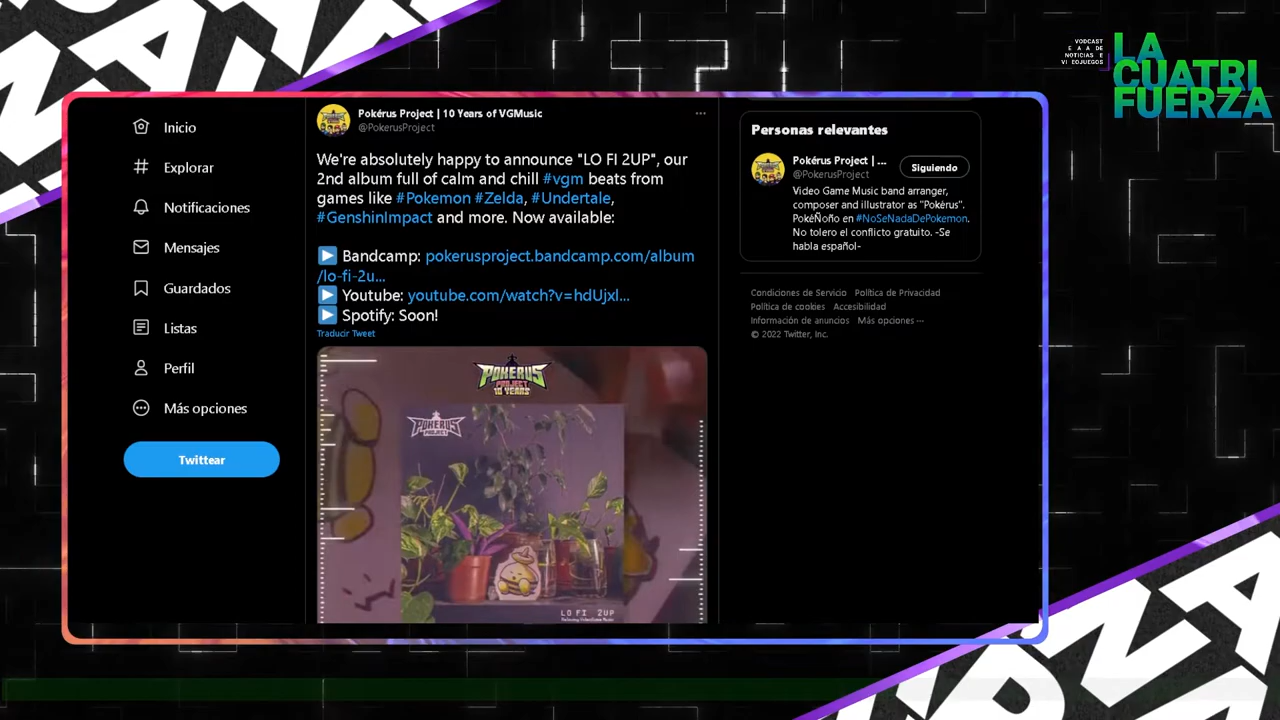 VODCAST
E A A DE
NOTICIAS E
VI EOJUEGOS
LA
CUATRI
FUERZA
Inicio
Explorar
Notificaciones
Mensajes
Guardados
Listas
Perfil
Más opciones
Twittear
Pokérus Project | 10 Years of VGMusic
@PokerusProject
We're absolutely happy to announce "LO FI 2UP", our
2nd album full of calm and chill #vgm beats from
games like #Pokemon #Zelda, #Undertale,
#GenshinImpact and more. Now available:
Bandcamp: pokerusproject.bandcamp.com/album
/lo-fi-2u...
Youtube: youtube.com/watch?v=hdUjxl...
Spotify: Soon!
Traducir Tweet
POKERUS
PROJECT
10 YEARS
POKERUS
PROJECT
LO FI 2UP
Personas relevantes
Pokérus Project | ...
@PokerusProject
Siguiendo
Video Game Music band arranger,
composer and illustrator as "Pokérus".
PokéÑoño en #NoSeNadaDePokemon.
No tolero el conflicto gratuito. -Se
habla español-
Condiciones de Servicio Política de Privacidad
Política de cookies Accesibilidad
Información de anuncios Más opciones ···
© 2022 Twitter, Inc.